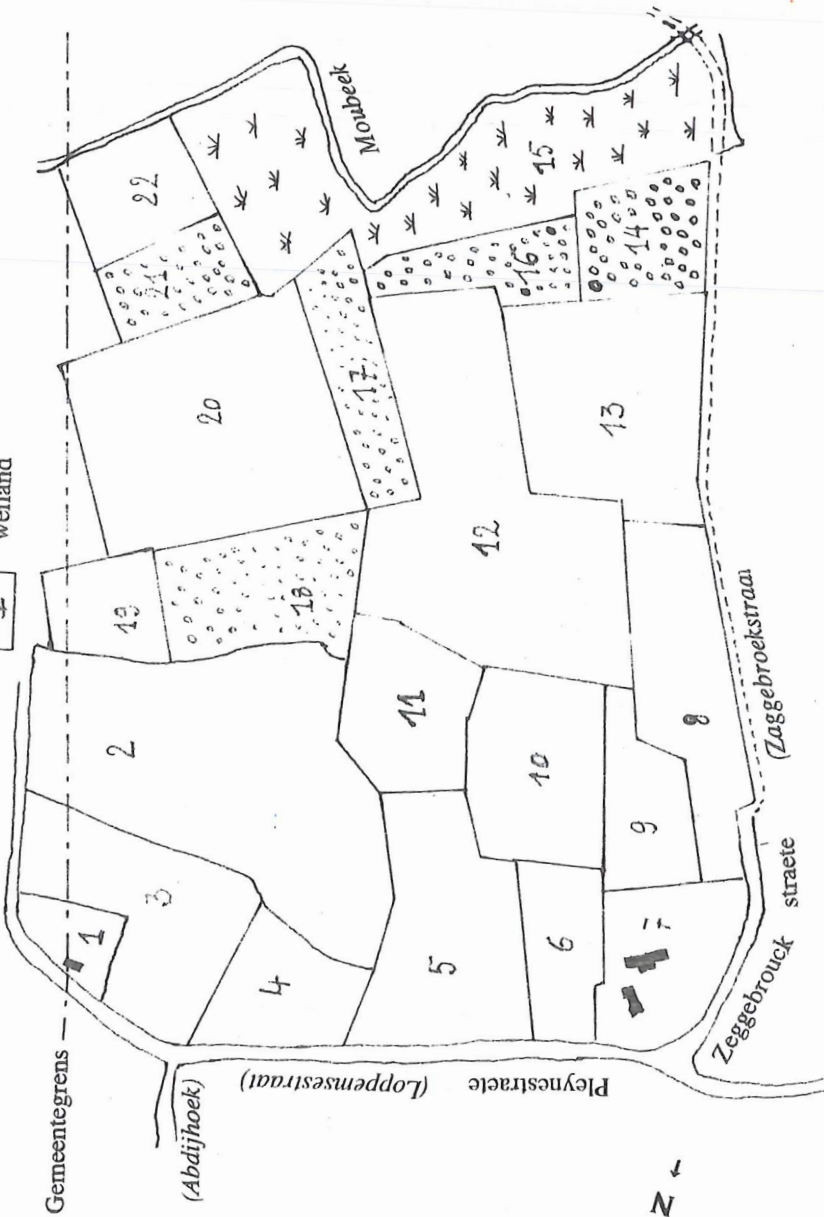 weiland
Gemeentegrens
(Abdijhoek)
Pleynestraete (Loppemsestraat)
Moubeek
Zeggebrouck straete
(Zaggebroekstraat
N
1
2
3
4
5
6
7
8
9
10
11
12
13
14
15
16
17
18
19
20
21
22